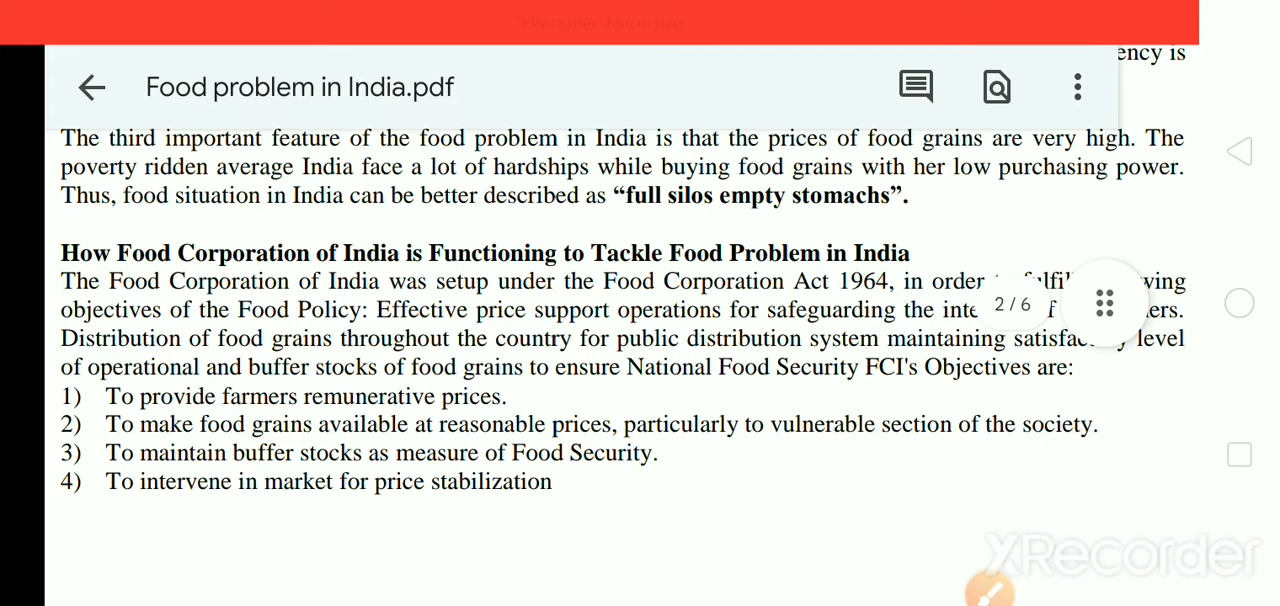 ency is
Food problem in India.pdf
The third important feature of the food problem in India is that the prices of food grains are very high. The
poverty ridden average India face a lot of hardships while buying food grains with her low purchasing power.
Thus, food situation in India can be better described as “full silos empty stomachs”.
How Food Corporation of India is Functioning to Tackle Food Problem in India
The Food Corporation of India was setup under the Food Corporation Act 1964, in order
objectives of the Food Policy: Effective price support operations for safeguarding the
2 / 6
Distribution of food grains throughout the country for public distribution system maintaining level
of operational and buffer stocks of food grains to ensure National Food Security FCI's Objectives are:
1) To provide farmers remunerative prices.
2) To make food grains available at reasonable prices, particularly to vulnerable section of the society.
3) To maintain buffer stocks as measure of Food Security.
4) To intervene in market for price stabilization
XRecorder